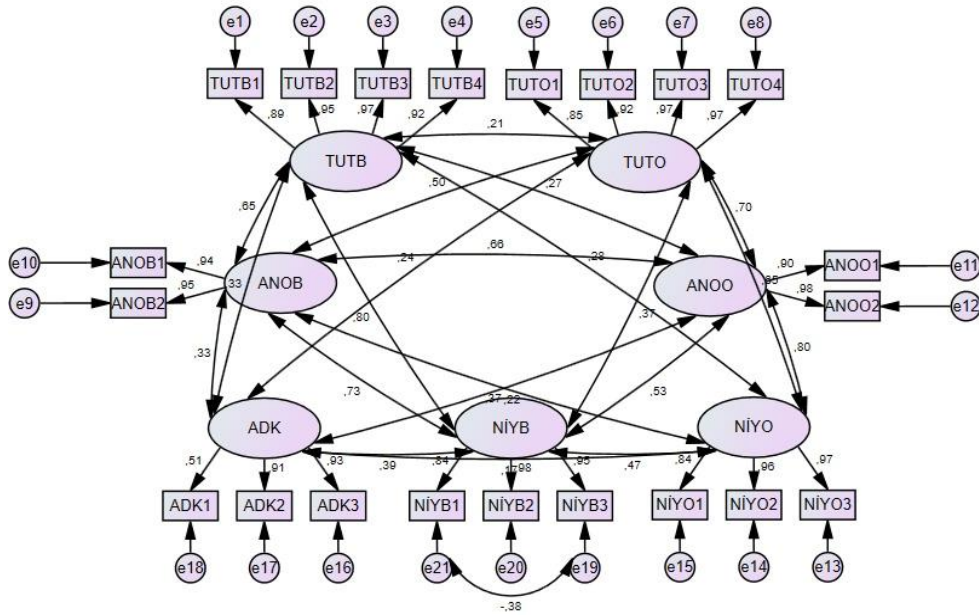 e1 e2 e3 e4 e5 e6 e7 e8
TUTB1 TUTB2 TUTB3 TUTB4 TUTO1 TUTO2 TUTO3 TUTO4
,89 ,95 ,97 ,92 ,85 ,92 ,97 ,97
,21
TUTB TUTO
,50 ,27
,65 ,70
,66
e10 ANOB1 ,94 ,24 ,28 ,90 ANOO1 e11
ANOB ANOO
e9 ANOB2 ,95 ,33 ,98 ANOO2 e12
,80 ,37
,33 ,80
,73 ,37 ,22 ,53
ADK NİYB NİYO
,51 ,91 ,93 ,39 ,84 ,17 ,98 ,95 ,47 ,84 ,96 ,97
ADK1 ADK2 ADK3 NİYB1 NİYB2 NİYB3 NİYO1 NİYO2 NİYO3
e18 e17 e16 e21 e20 e19 e15 e14 e13
-,38